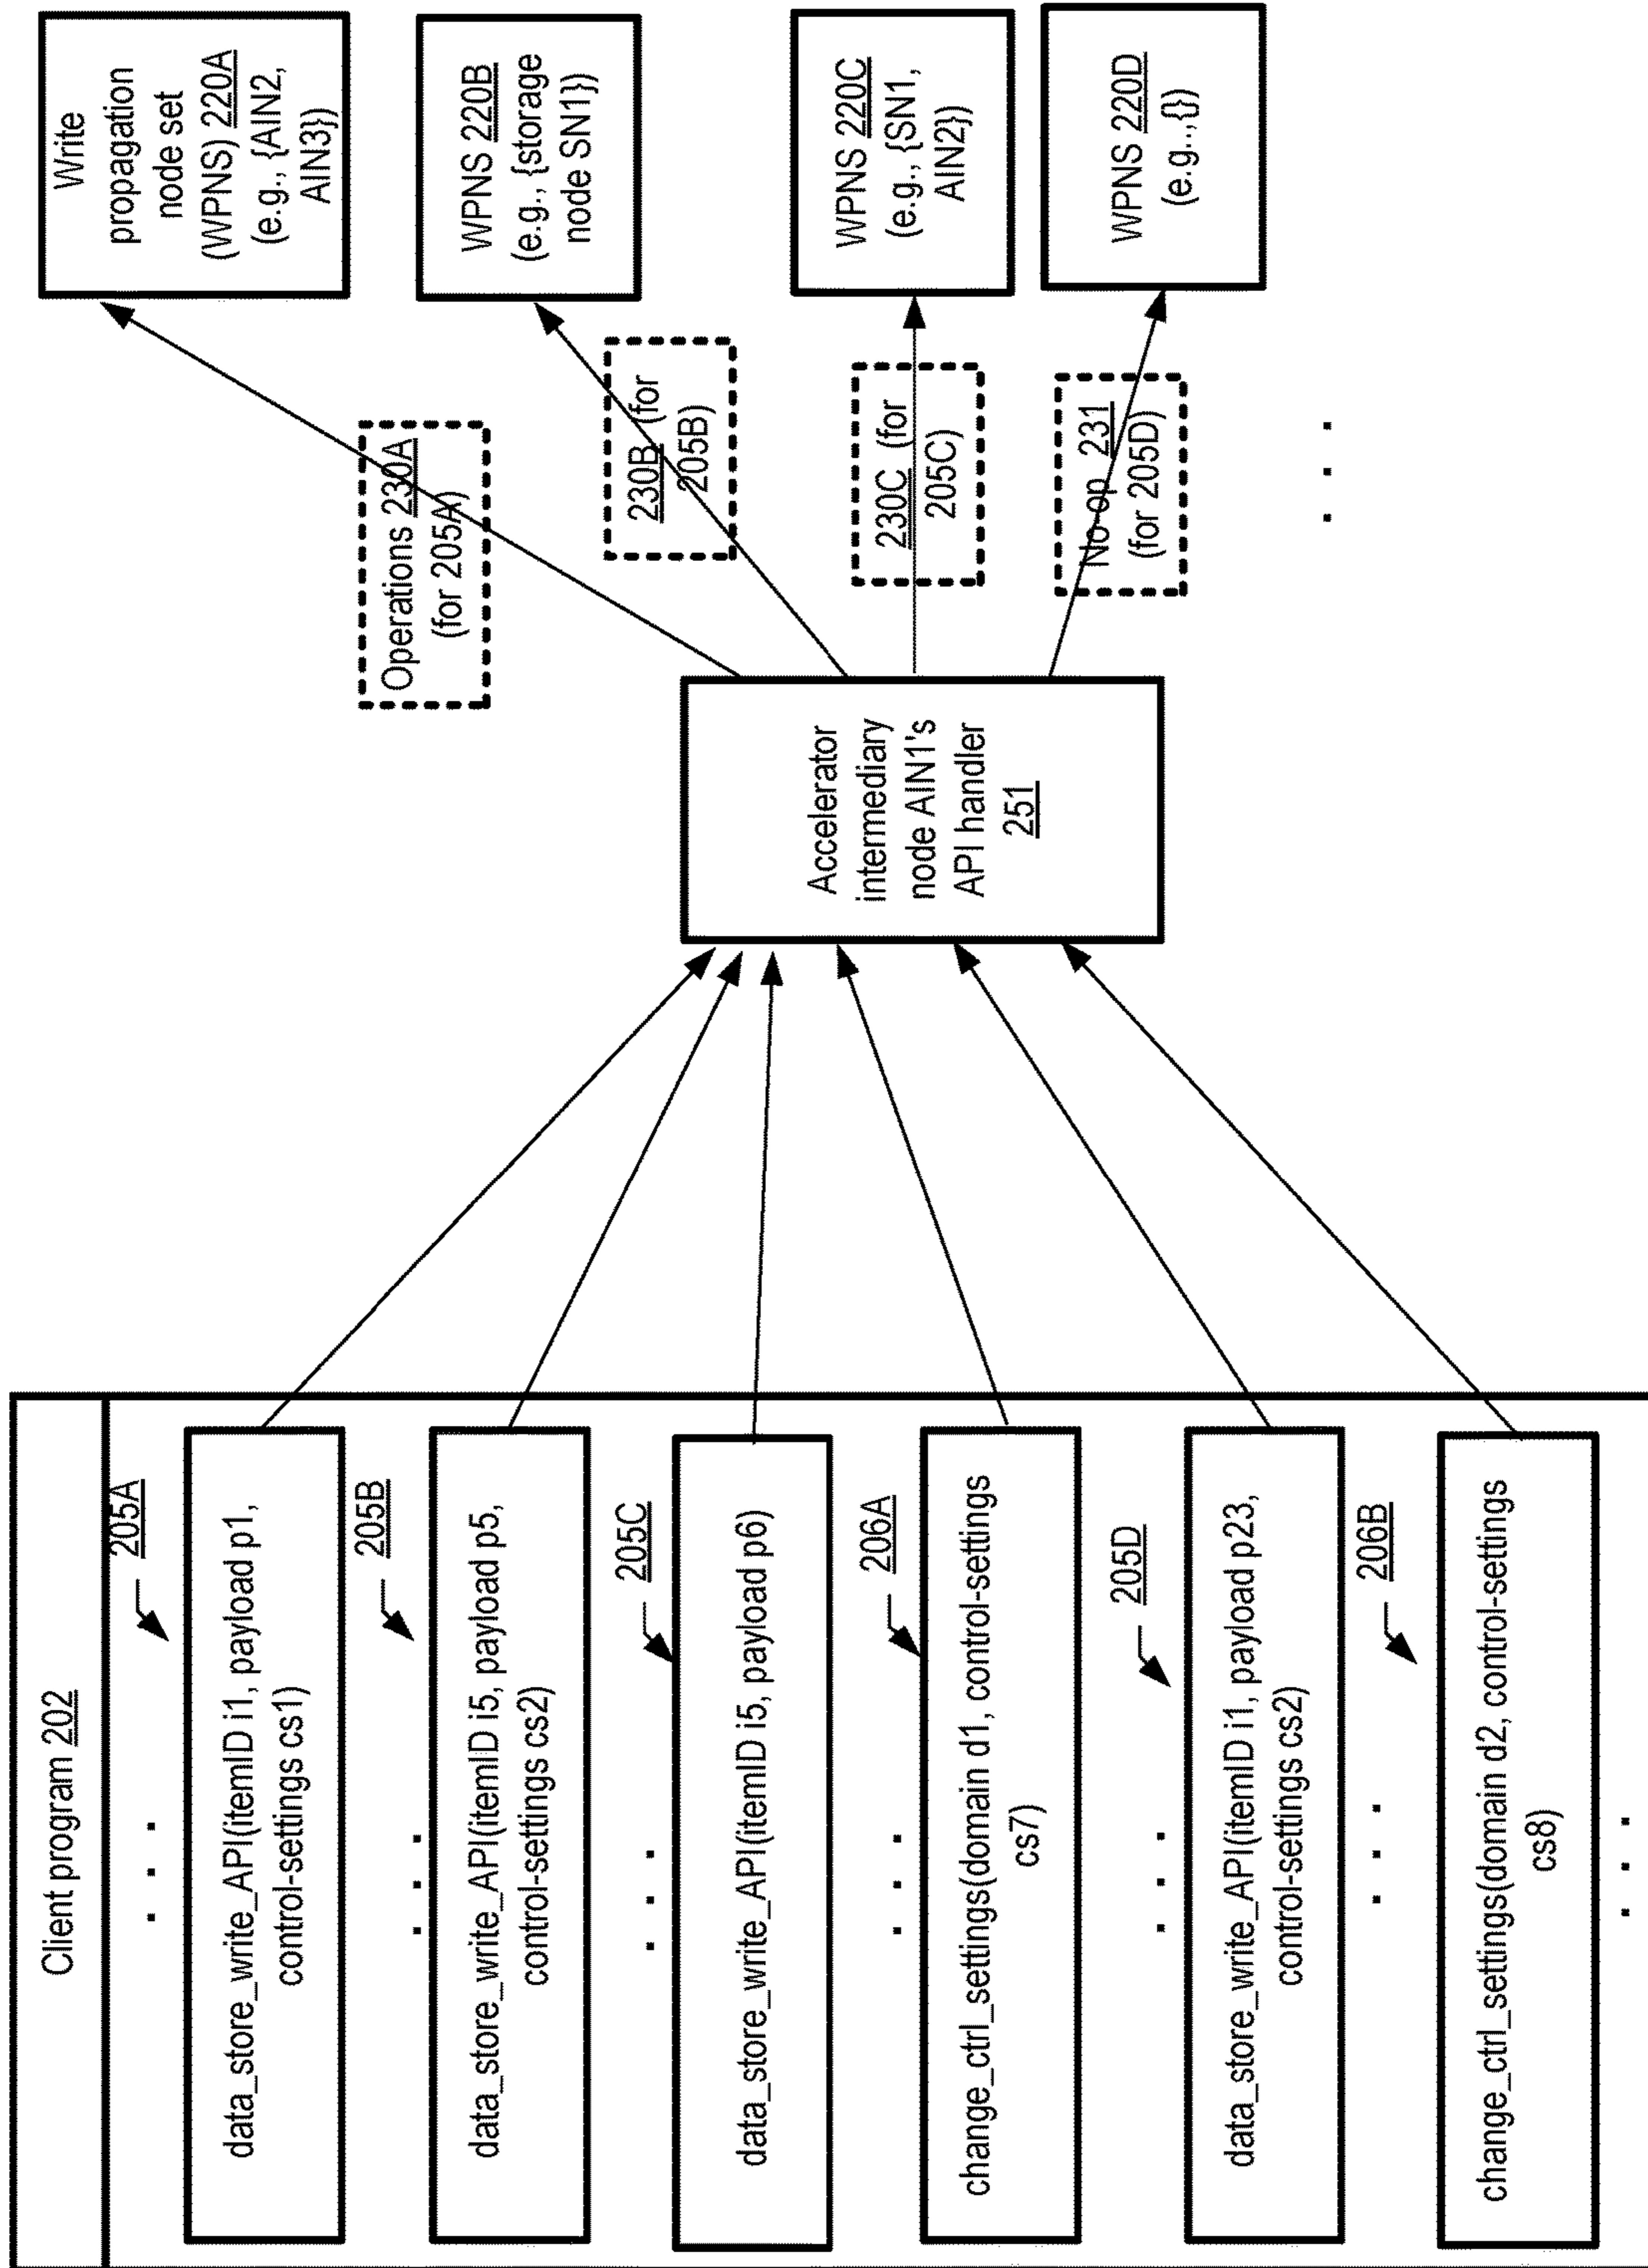 Client program 202
205A
data_store_write_API(itemID i1, payload p1,
control-settings cs1)
205B
data_store_write_API(itemID i5, payload p5,
control-settings cs2)
205C
data_store_write_API(itemID i5, payload p6)
206A
change_ctrl_settings(domain d1, control-settings
cs7)
205D
data_store_write_API(itemID i1, payload p23,
control-settings cs2)
206B
change_ctrl_settings(domain d2, control-settings
cs8)
Accelerator
intermediary
node AIN1's
API handler
251
Operations 230A
(for 205A)
230B (for
205B)
230C (for
205C)
No-op 231
(for 205D)
Write
propagation
node set
(WPNS) 220A
(e.g., {AIN2,
AIN3})
WPNS 220B
(e.g., {storage
node SN1})
WPNS 220C
(e.g., {SN1,
AIN2})
WPNS 220D
(e.g.,{})